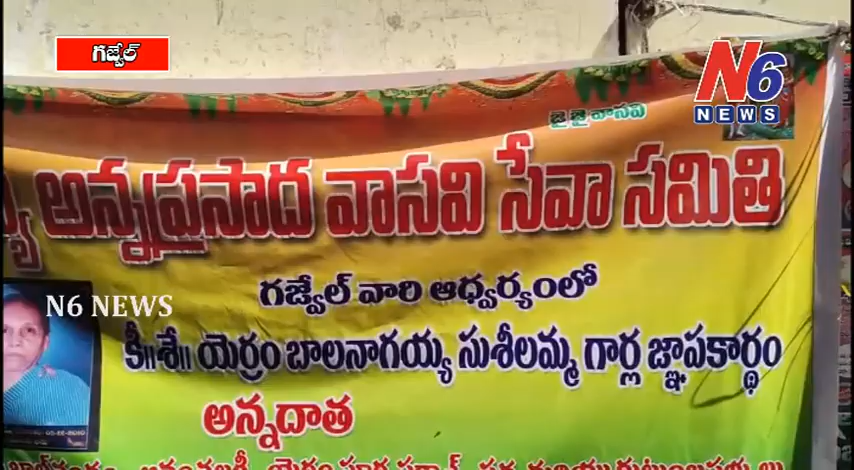 గజ్వేల్
N6
NEWS
జై జై వాసవి
అన్నప్రసాద వాసవి సేవా సమితి
గజ్వేల్ వారి ఆధ్వర్యంలో
N6 NEWS
కీ॥శే॥ యెర్రం బాలనాగయ్య సుశీలమ్మ గార్ల జ్ఞాపకార్థం
అన్నదాత